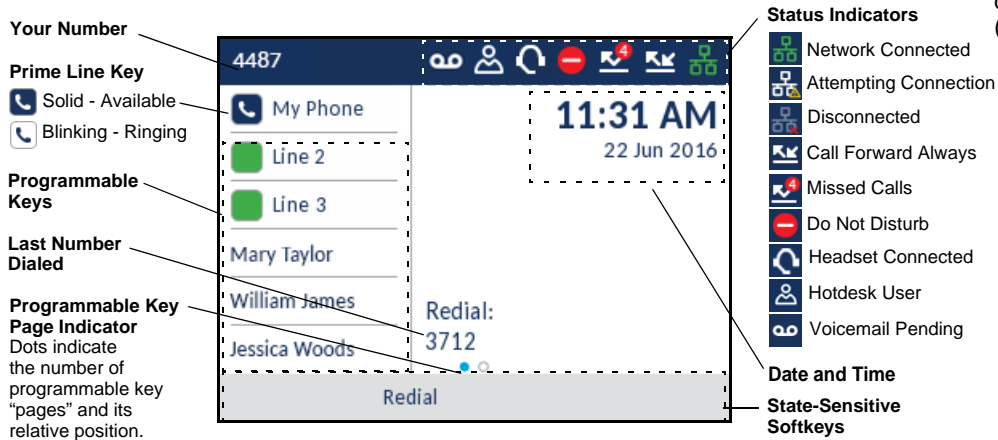 Your Number
Prime Line Key
Solid - Available
Blinking - Ringing
Programmable
Keys
Last Number
Dialed
Programmable Key
Page Indicator
Dots indicate
the number of
programmable key
“pages” and its
relative position.
4487
4
My Phone
Line 2
Line 3
Mary Taylor
William James
Jessica Woods
11:31 AM
22 Jun 2016
Redial:
3712
Redial
Status Indicators
Network Connected
Attempting Connection
Disconnected
Call Forward Always
4
Missed Calls
Do Not Disturb
Headset Connected
Hotdesk User
Voicemail Pending
Date and Time
State-Sensitive
Softkeys